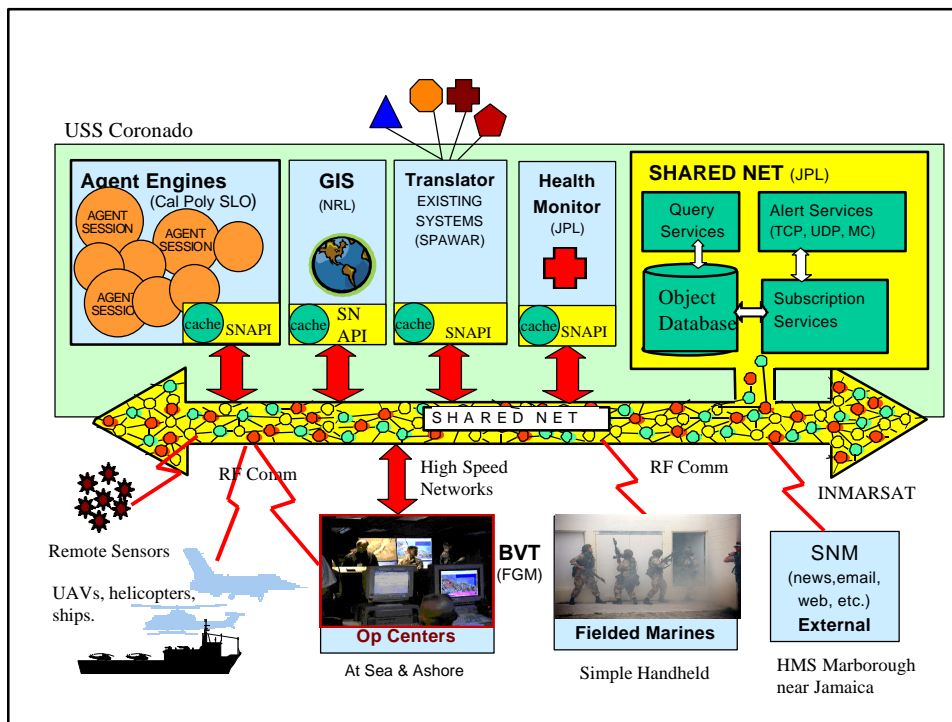 USS Coronado
Agent Engines
(Cal Poly SLO)
AGENT
SESSION
AGENT
SESSION
AGENT
SESSIO
cache
SNAPI
GIS
(NRL)
cache
SN
API
Translator
EXISTING
SYSTEMS
(SPAWAR)
cache
SNAPI
Health
Monitor
(JPL)
cache
SNAPI
SHARED NET (JPL)
Query
Services
Alert Services
(TCP, UDP, MC)
Object
Database
Subscription
Services
SHARED NET
RF Comm
High Speed
Networks
RF Comm
INMARSAT
Remote Sensors
UAVs, helicopters,
ships.
BVT
(FGM)
Op Centers
At Sea & Ashore
Fielded Marines
Simple Handheld
SNM
(news,email,
web, etc.)
External
HMS Marborough
near Jamaica